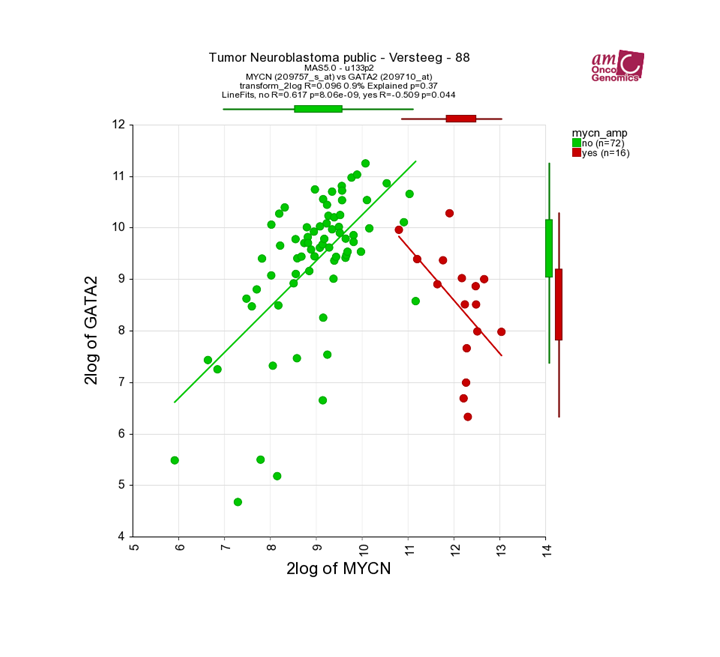 Tumor Neuroblastoma public - Versteeg - 88
MAS5.0 - u133p2
MYCN (209757_s_at) vs GATA2 (209710_at)
transform_2log R=0.096 0.9% Explained p=0.37
LineFits, no R=0.617 p=8.06e-09, yes R=-0.509 p=0.044
amC
Onco
Genomics
mycn_amp
no (n=72)
yes (n=16)
12
11
10
9
8
7
6
5
4
2log of GATA2
5 6 7 8 9 10 11 12 13 14
2log of MYCN